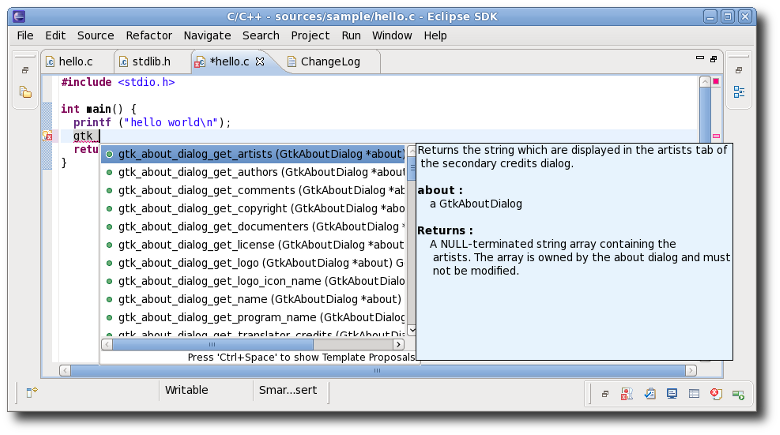 C/C++ - sources/sample/hello.c - Eclipse SDK
File Edit Source Refactor Navigate Search Project Run Window Help
hello.c stdlib.h *hello.c ChangeLog
#include <stdio.h>
int main() {
printf ("hello world\n");
gtk_
retu
}
gtk_about_dialog_get_artists (GtkAboutDialog *about)
gtk_about_dialog_get_authors (GtkAboutDialog *about
gtk_about_dialog_get_comments (GtkAboutDialog *
gtk_about_dialog_get_copyright (GtkAboutDialog *a
gtk_about_dialog_get_documenters (GtkAboutDialo
gtk_about_dialog_get_license (GtkAboutDialog *about
gtk_about_dialog_get_logo (GtkAboutDialog *about) G
gtk_about_dialog_get_logo_icon_name (GtkAboutDi
gtk_about_dialog_get_name (GtkAboutDialog *about)
gtk_about_dialog_get_program_name (GtkAboutDia
gtk_about_dialog_get_translator_credits (GtkAboutD
Press 'Ctrl+Space' to show Template Proposals
Returns the string which are displayed in the artists tab of
the secondary credits dialog.
about :
a GtkAboutDialog
Returns :
A NULL-terminated string array containing the
artists. The array is owned by the about dialog and must
not be modified.
Writable Smar...sert